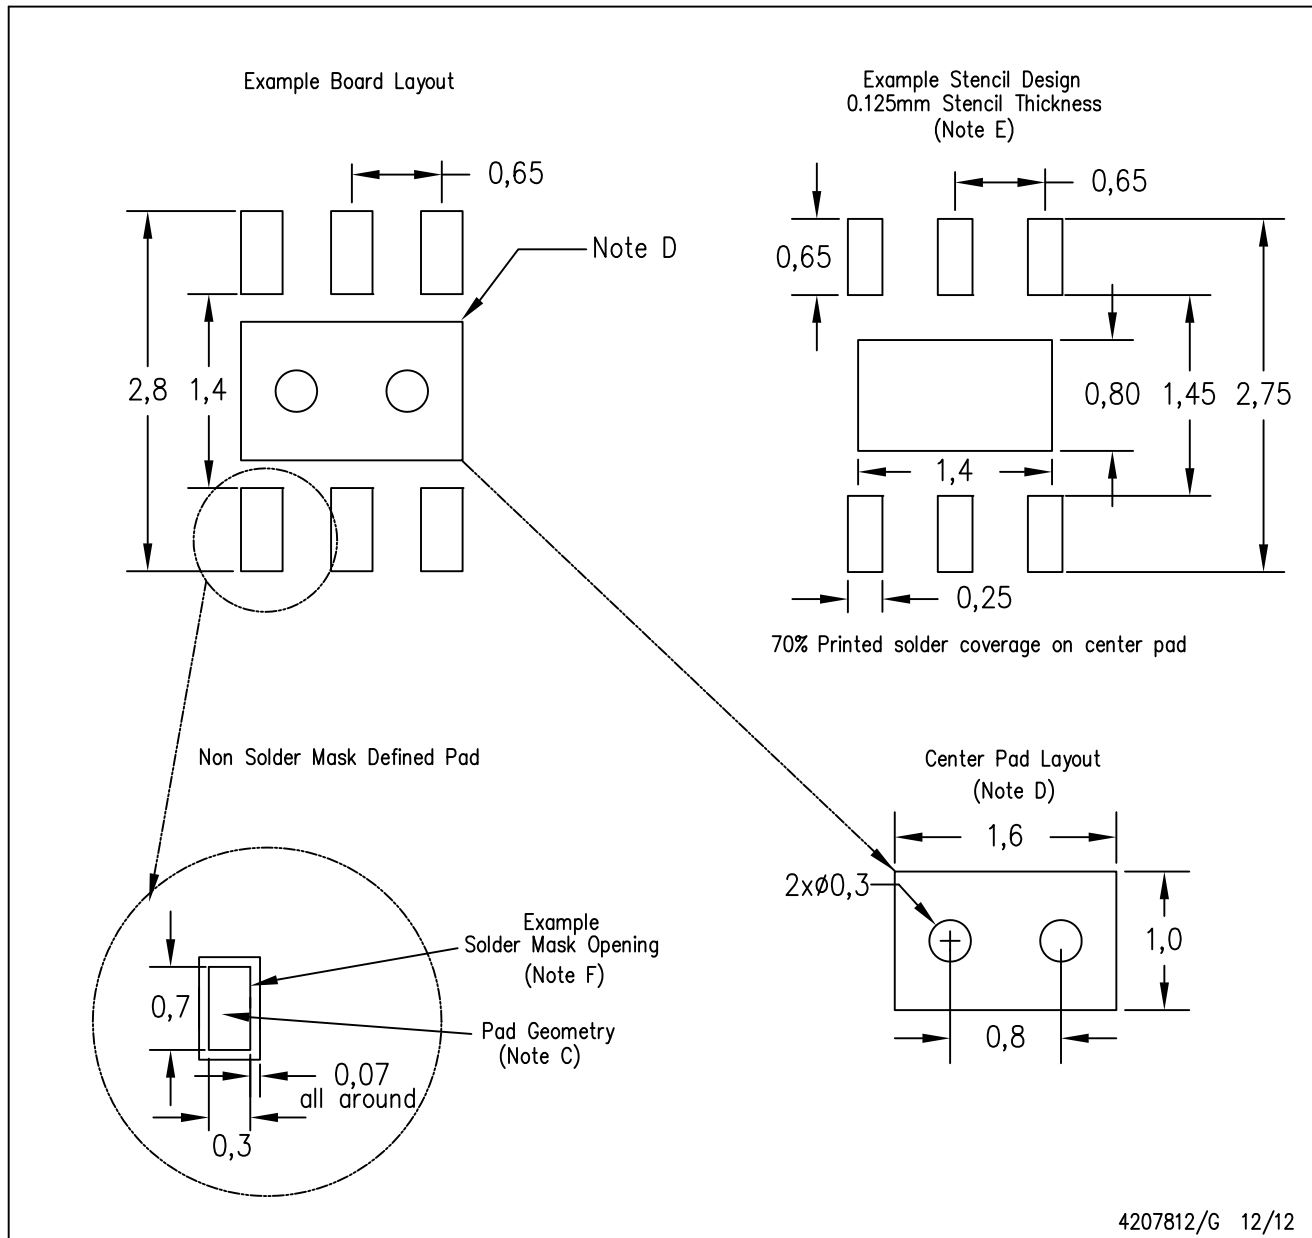 Example Board Layout
0,65
Note D
2,8
1,4
Example Stencil Design
0.125mm Stencil Thickness
(Note E)
0,65
0,65
0,80
1,45
2,75
1,4
0,25
70% Printed solder coverage on center pad
Non Solder Mask Defined Pad
Example
Solder Mask Opening
(Note F)
0,7
Pad Geometry
(Note C)
0,07
all around
0,3
Center Pad Layout
(Note D)
1,6
2xø0,3
1,0
0,8
4207812/G 12/12